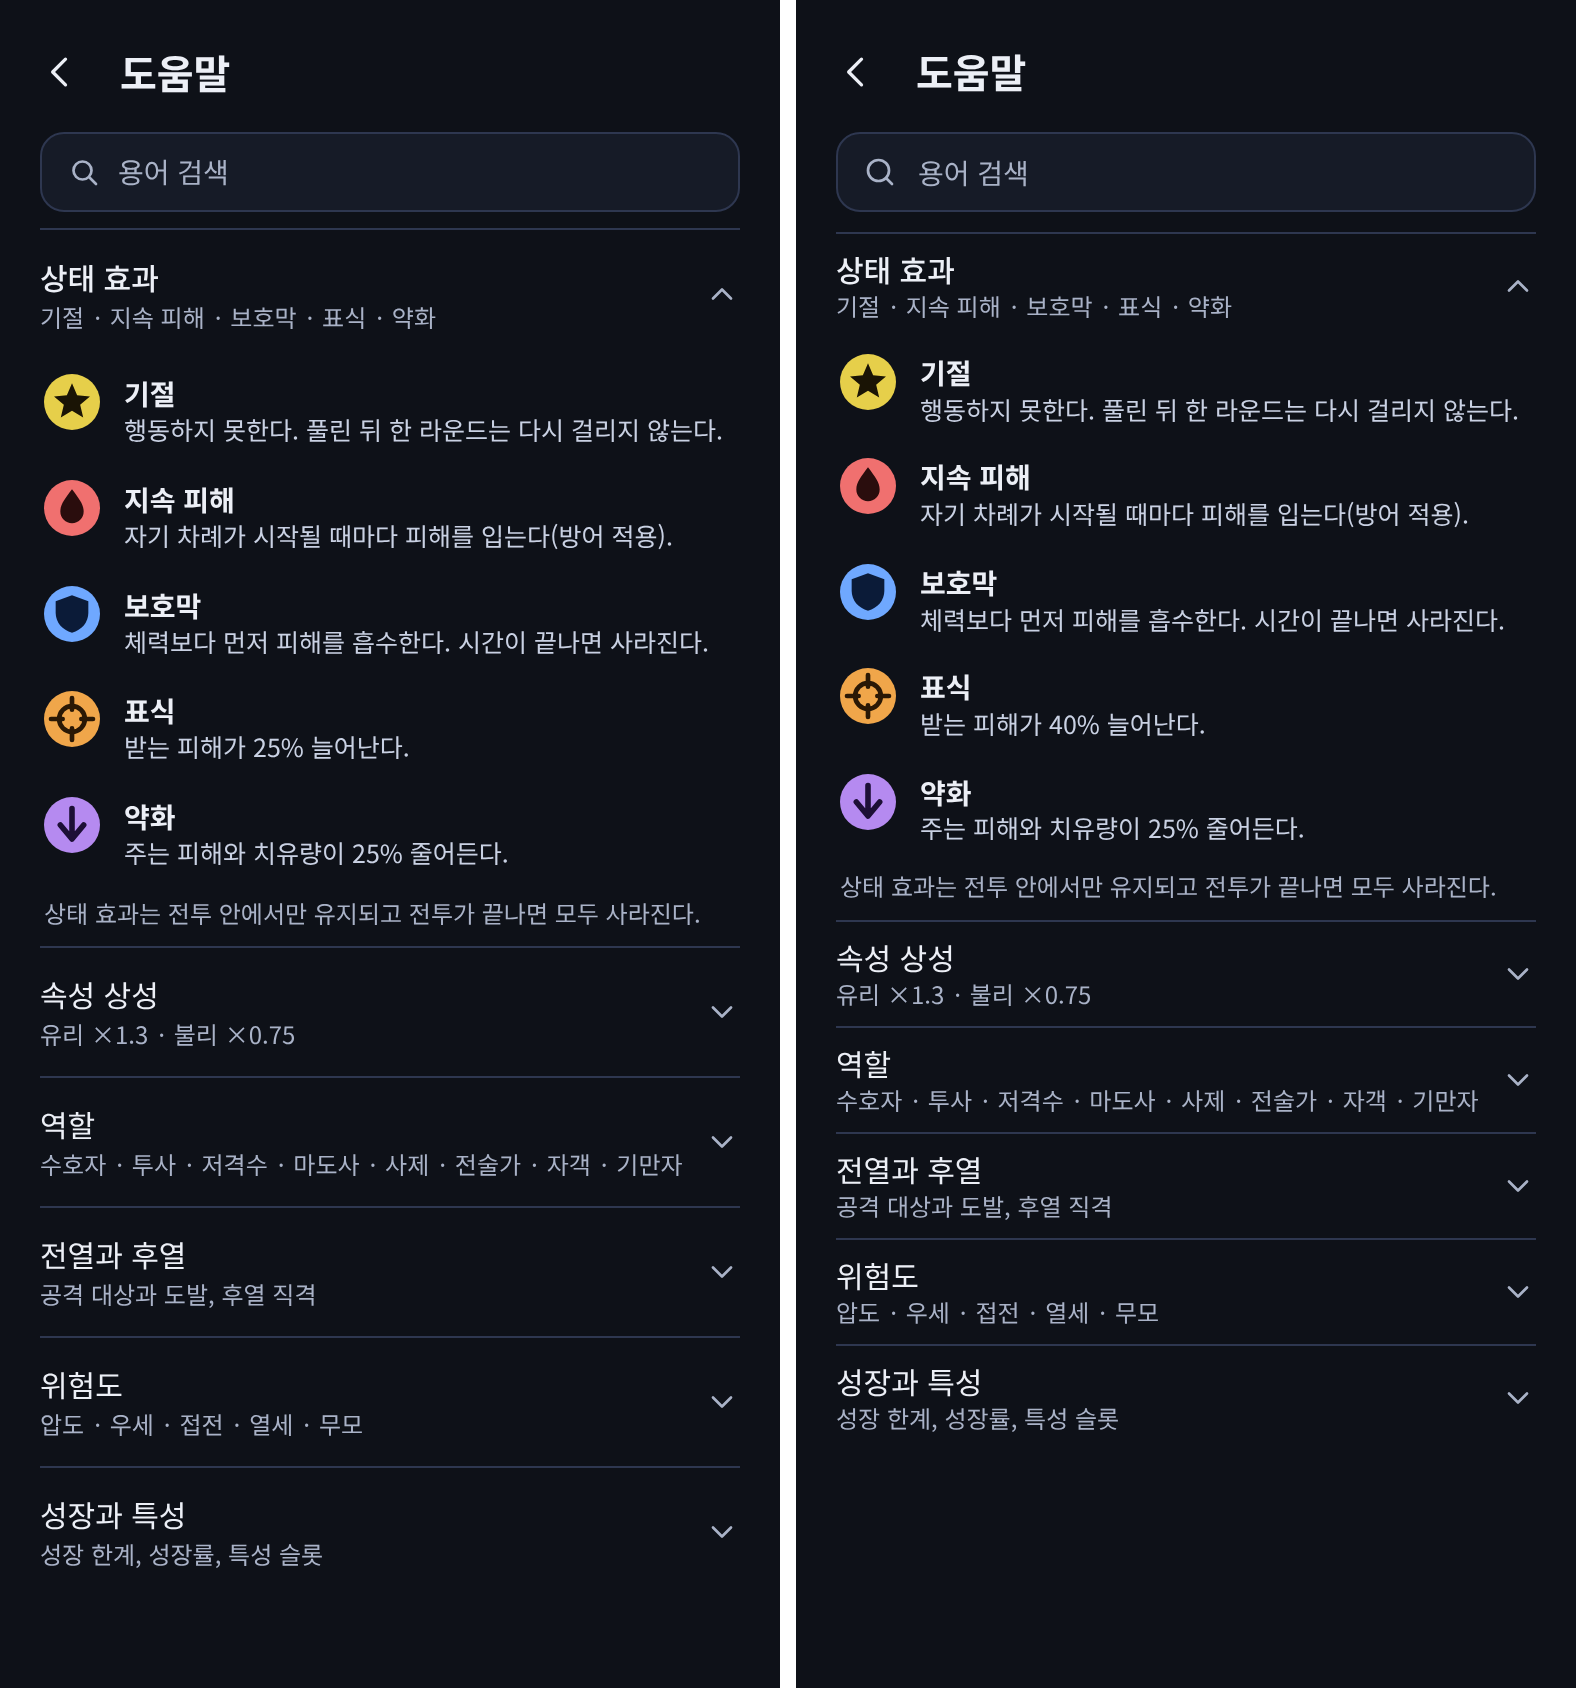 도움말
용어 검색
상태 효과
기절 · 지속 피해 · 보호막 · 표식 · 약화
기절
행동하지 못한다. 풀린 뒤 한 라운드는 다시 걸리지 않는다.
지속 피해
자기 차례가 시작될 때마다 피해를 입는다(방어 적용).
보호막
체력보다 먼저 피해를 흡수한다. 시간이 끝나면 사라진다.
표식
받는 피해가 25% 늘어난다.
약화
주는 피해와 치유량이 25% 줄어든다.
상태 효과는 전투 안에서만 유지되고 전투가 끝나면 모두 사라진다.
속성 상성
유리 ×1.3 · 불리 ×0.75
역할
수호자 · 투사 · 저격수 · 마도사 · 사제 · 전술가 · 자객 · 기만자
전열과 후열
공격 대상과 도발, 후열 직격
위험도
압도 · 우세 · 접전 · 열세 · 무모
성장과 특성
성장 한계, 성장률, 특성 슬롯
도움말
용어 검색
상태 효과
기절 · 지속 피해 · 보호막 · 표식 · 약화
기절
행동하지 못한다. 풀린 뒤 한 라운드는 다시 걸리지 않는다.
지속 피해
자기 차례가 시작될 때마다 피해를 입는다(방어 적용).
보호막
체력보다 먼저 피해를 흡수한다. 시간이 끝나면 사라진다.
표식
받는 피해가 40% 늘어난다.
약화
주는 피해와 치유량이 25% 줄어든다.
상태 효과는 전투 안에서만 유지되고 전투가 끝나면 모두 사라진다.
속성 상성
유리 ×1.3 · 불리 ×0.75
역할
수호자 · 투사 · 저격수 · 마도사 · 사제 · 전술가 · 자객 · 기만자
전열과 후열
공격 대상과 도발, 후열 직격
위험도
압도 · 우세 · 접전 · 열세 · 무모
성장과 특성
성장 한계, 성장률, 특성 슬롯